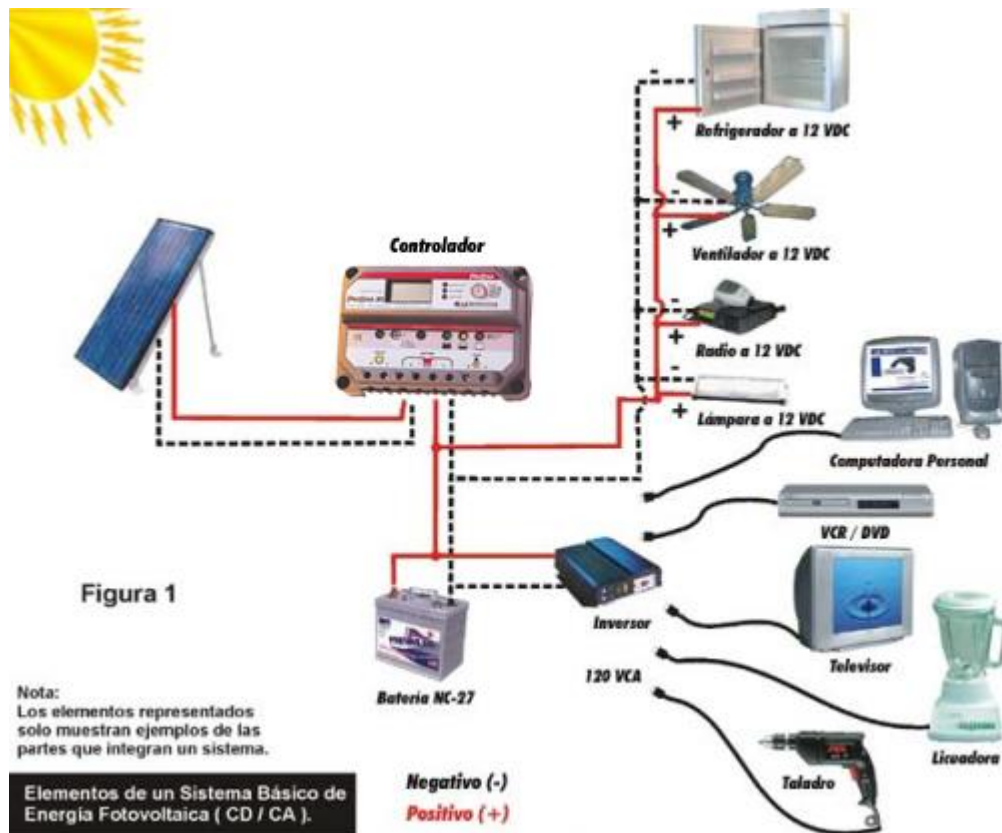 -
+
Refrigerador a 12 VDC
-
+
Ventilador a 12 VDC
Controlador
-
+
Radio a 12 VDC
-
+
Lámpara a 12 VDC
Computadora Personal
VCR / DVD
Figura 1
Inversor
Televisor
120 VCA
Batería NC-27
Licuadora
Taladro
Nota:
Los elementos representados
solo muestran ejemplos de las
partes que integran un sistema.
Elementos de un Sistema Básico de
Energía Fotovoltaica ( CD / CA ).
Negativo (-)
Positivo (+)